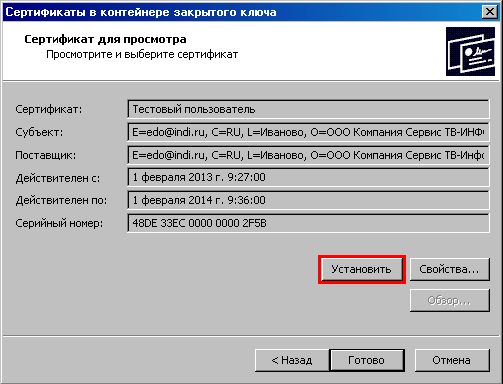 Сертификаты в контейнере закрытого ключа
Сертификат для просмотра
Просмотрите и выберите сертификат
Сертификат: Тестовый пользователь
Субъект: E=edo@indi.ru, C=RU, L=Иваново, O=ООО Компания Сервис ТВ-ИНФО
Поставщик: E=edo@indi.ru, C=RU, L=Иваново, O=ООО Компания Сервис ТВ-Инфо
Действителен с: 1 февраля 2013 г. 9:27:00
Действителен по: 1 февраля 2014 г. 9:36:00
Серийный номер: 48DE 33EC 0000 0000 2F5B
Установить Свойства...
Обзор...
< Назад Готово Отмена